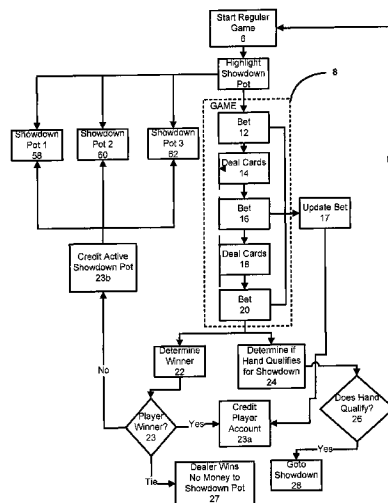 Start Regular
Game
6
Highlight
Showdown
Pot
8
GAME
Bet
12
Showdown
Pot 1
58
Showdown
Pot 2
60
Showdown
Pot 3
62
Deal Cards
14
Bet
16
Update Bet
17
Deal Cards
18
Credit Active
Showdown Pot
23b
Bet
20
Determine
Winner
22
Determine if
Hand Qualifies
for Showdown
24
No
Player
Winner?
23
Yes
Credit
Player
Account
23a
Does Hand
Qualify?
26
Yes
Tie
Dealer Wins
No Money to
Showdown Pot
27
Goto
Showdown
28